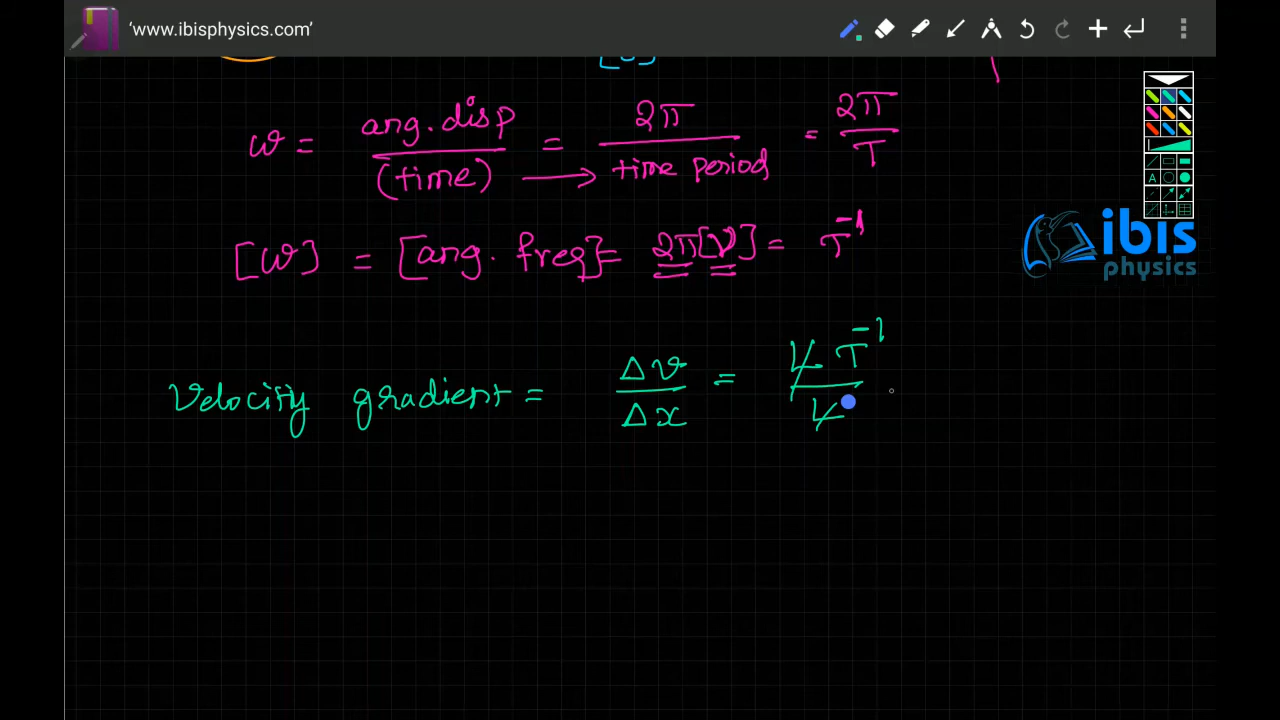 'www.ibisphysics.com'
ω = ang.disp / (time) → = 2π / time period = 2π / T
[ω] = [ang. freq] = 2π[ν] = T⁻¹
ibis
physics
Velocity gradient = Δv / Δx = L T⁻¹ / L
A